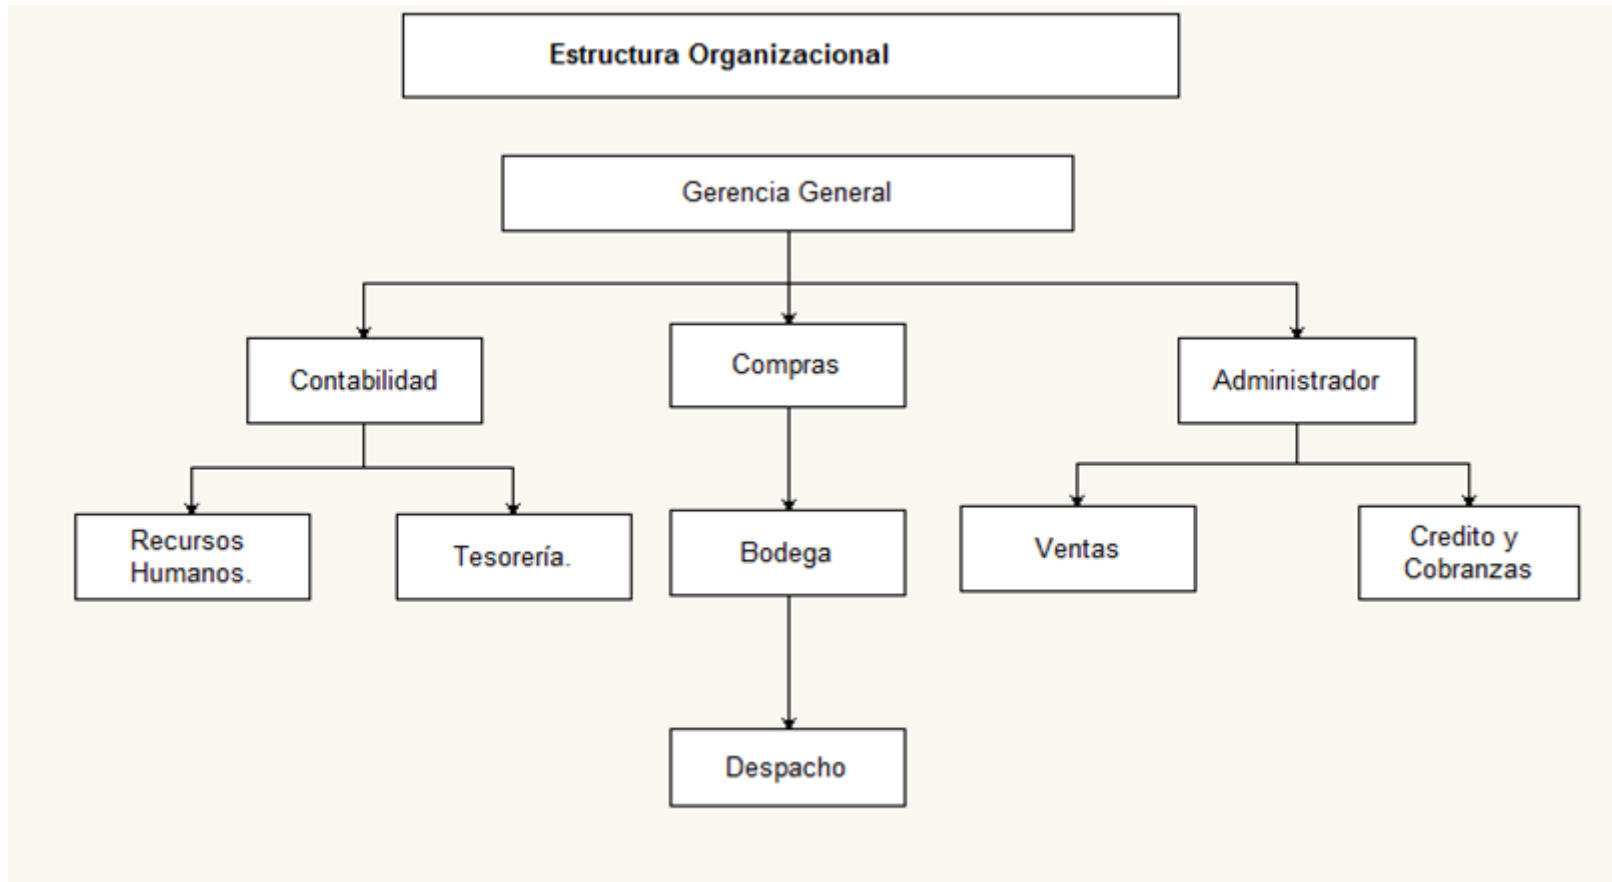 Estructura Organizacional
Gerencia General
Contabilidad
Compras
Administrador
Recursos
Humanos.
Tesorería.
Bodega
Ventas
Credito y
Cobranzas
Despacho